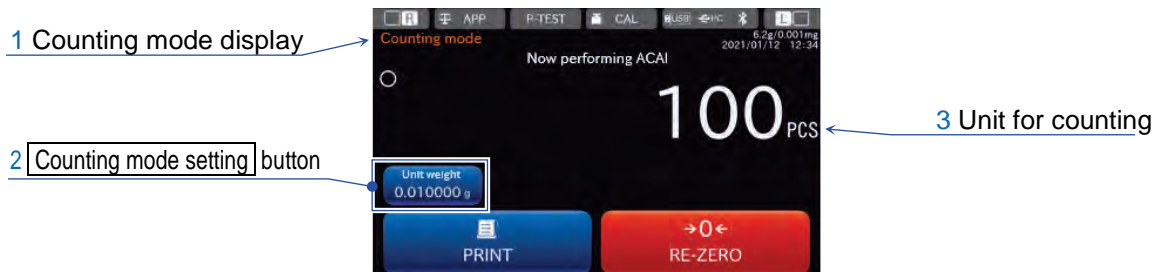 R APP P-TEST CAL USB PC L
1 Counting mode display
Counting mode
6.2g/0.001mg
2021/01/12 12:34
Now performing ACAI
100 PCS
3 Unit for counting
2 Counting mode setting button
Unit weight
0.010000 g
PRINT
→0←
RE-ZERO